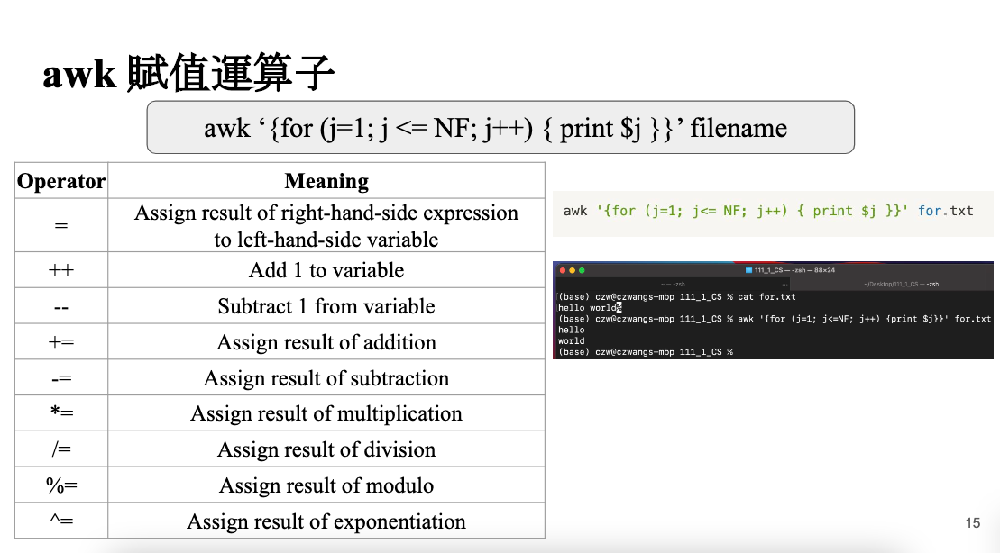 awk 賦值運算子
awk ‘{for (j=1; j <= NF; j++) { print $j }}’ filename
Operator Meaning
= Assign result of right-hand-side expression
to left-hand-side variable
++ Add 1 to variable
-- Subtract 1 from variable
+= Assign result of addition
-= Assign result of subtraction
*= Assign result of multiplication
/= Assign result of division
%= Assign result of modulo
^= Assign result of exponentiation
awk '{for (j=1; j<= NF; j++) { print $j }}' for.txt
111_1_CS — -zsh — 88×24
~ — -zsh ... ~/Desktop/111_1_CS — -zsh
(base) czw@czwangs-mbp 111_1_CS % cat for.txt
hello world%
(base) czw@czwangs-mbp 111_1_CS % awk '{for (j=1; j<=NF; j++) {print $j}}' for.txt
hello
world
(base) czw@czwangs-mbp 111_1_CS %
15